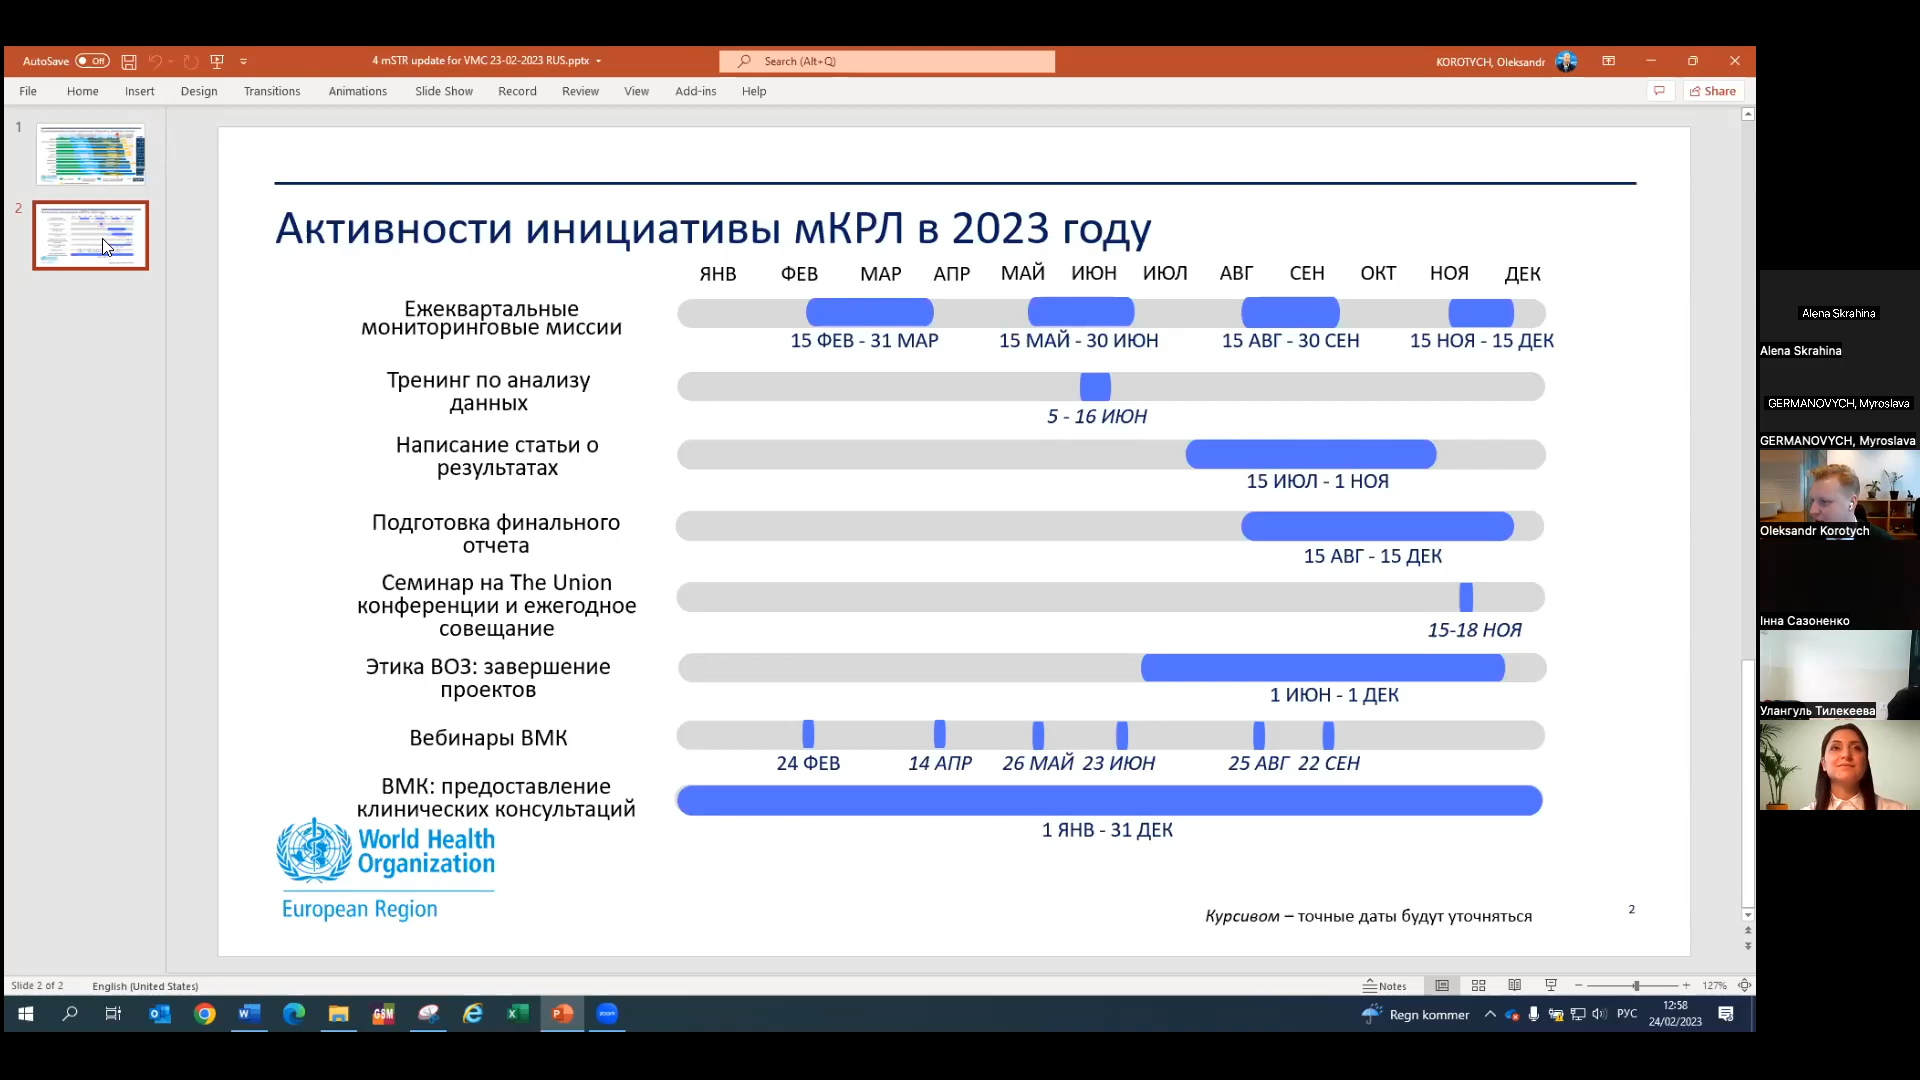 AutoSave Off
4 mSTR update for VMC 23-02-2023 RUS.pptx
Search (Alt+Q)
KOROTYCH, Oleksandr
File Home Insert Design Transitions Animations Slide Show Record Review View Add-ins Help
Share
1
2
Активности инициативы мКРЛ в 2023 году
ЯНВ ФЕВ МАР АПР МАЙ ИЮН ИЮЛ АВГ СЕН ОКТ НОЯ ДЕК
Ежеквартальные
мониторинговые миссии
15 ФЕВ - 31 МАР 15 МАЙ - 30 ИЮН 15 АВГ - 30 СЕН 15 НОЯ - 15 ДЕК
Тренинг по анализу
данных
5 - 16 ИЮН
Написание статьи о
результатах
15 ИЮЛ - 1 НОЯ
Подготовка финального
отчета
15 АВГ - 15 ДЕК
Семинар на The Union
конференции и ежегодное
совещание
15-18 НОЯ
Этика ВОЗ: завершение
проектов
1 ИЮН - 1 ДЕК
Вебинары ВМК
24 ФЕВ 14 АПР 26 МАЙ 23 ИЮН 25 АВГ 22 СЕН
ВМК: предоставление
клинических консультаций
1 ЯНВ - 31 ДЕК
World Health
Organization
European Region
Курсивом – точные даты будут уточняться
2
Alena Skrahina
Alena Skrahina
GERMANOVYCH, Myroslava
GERMANOVYCH, Myroslava
Oleksandr Korotych
Інна Сазоненко
Улангуль Тилекеева
Slide 2 of 2 English (United States)
Notes
127%
GSM
zoom
Regn kommer
РУС
12:58
24/02/2023